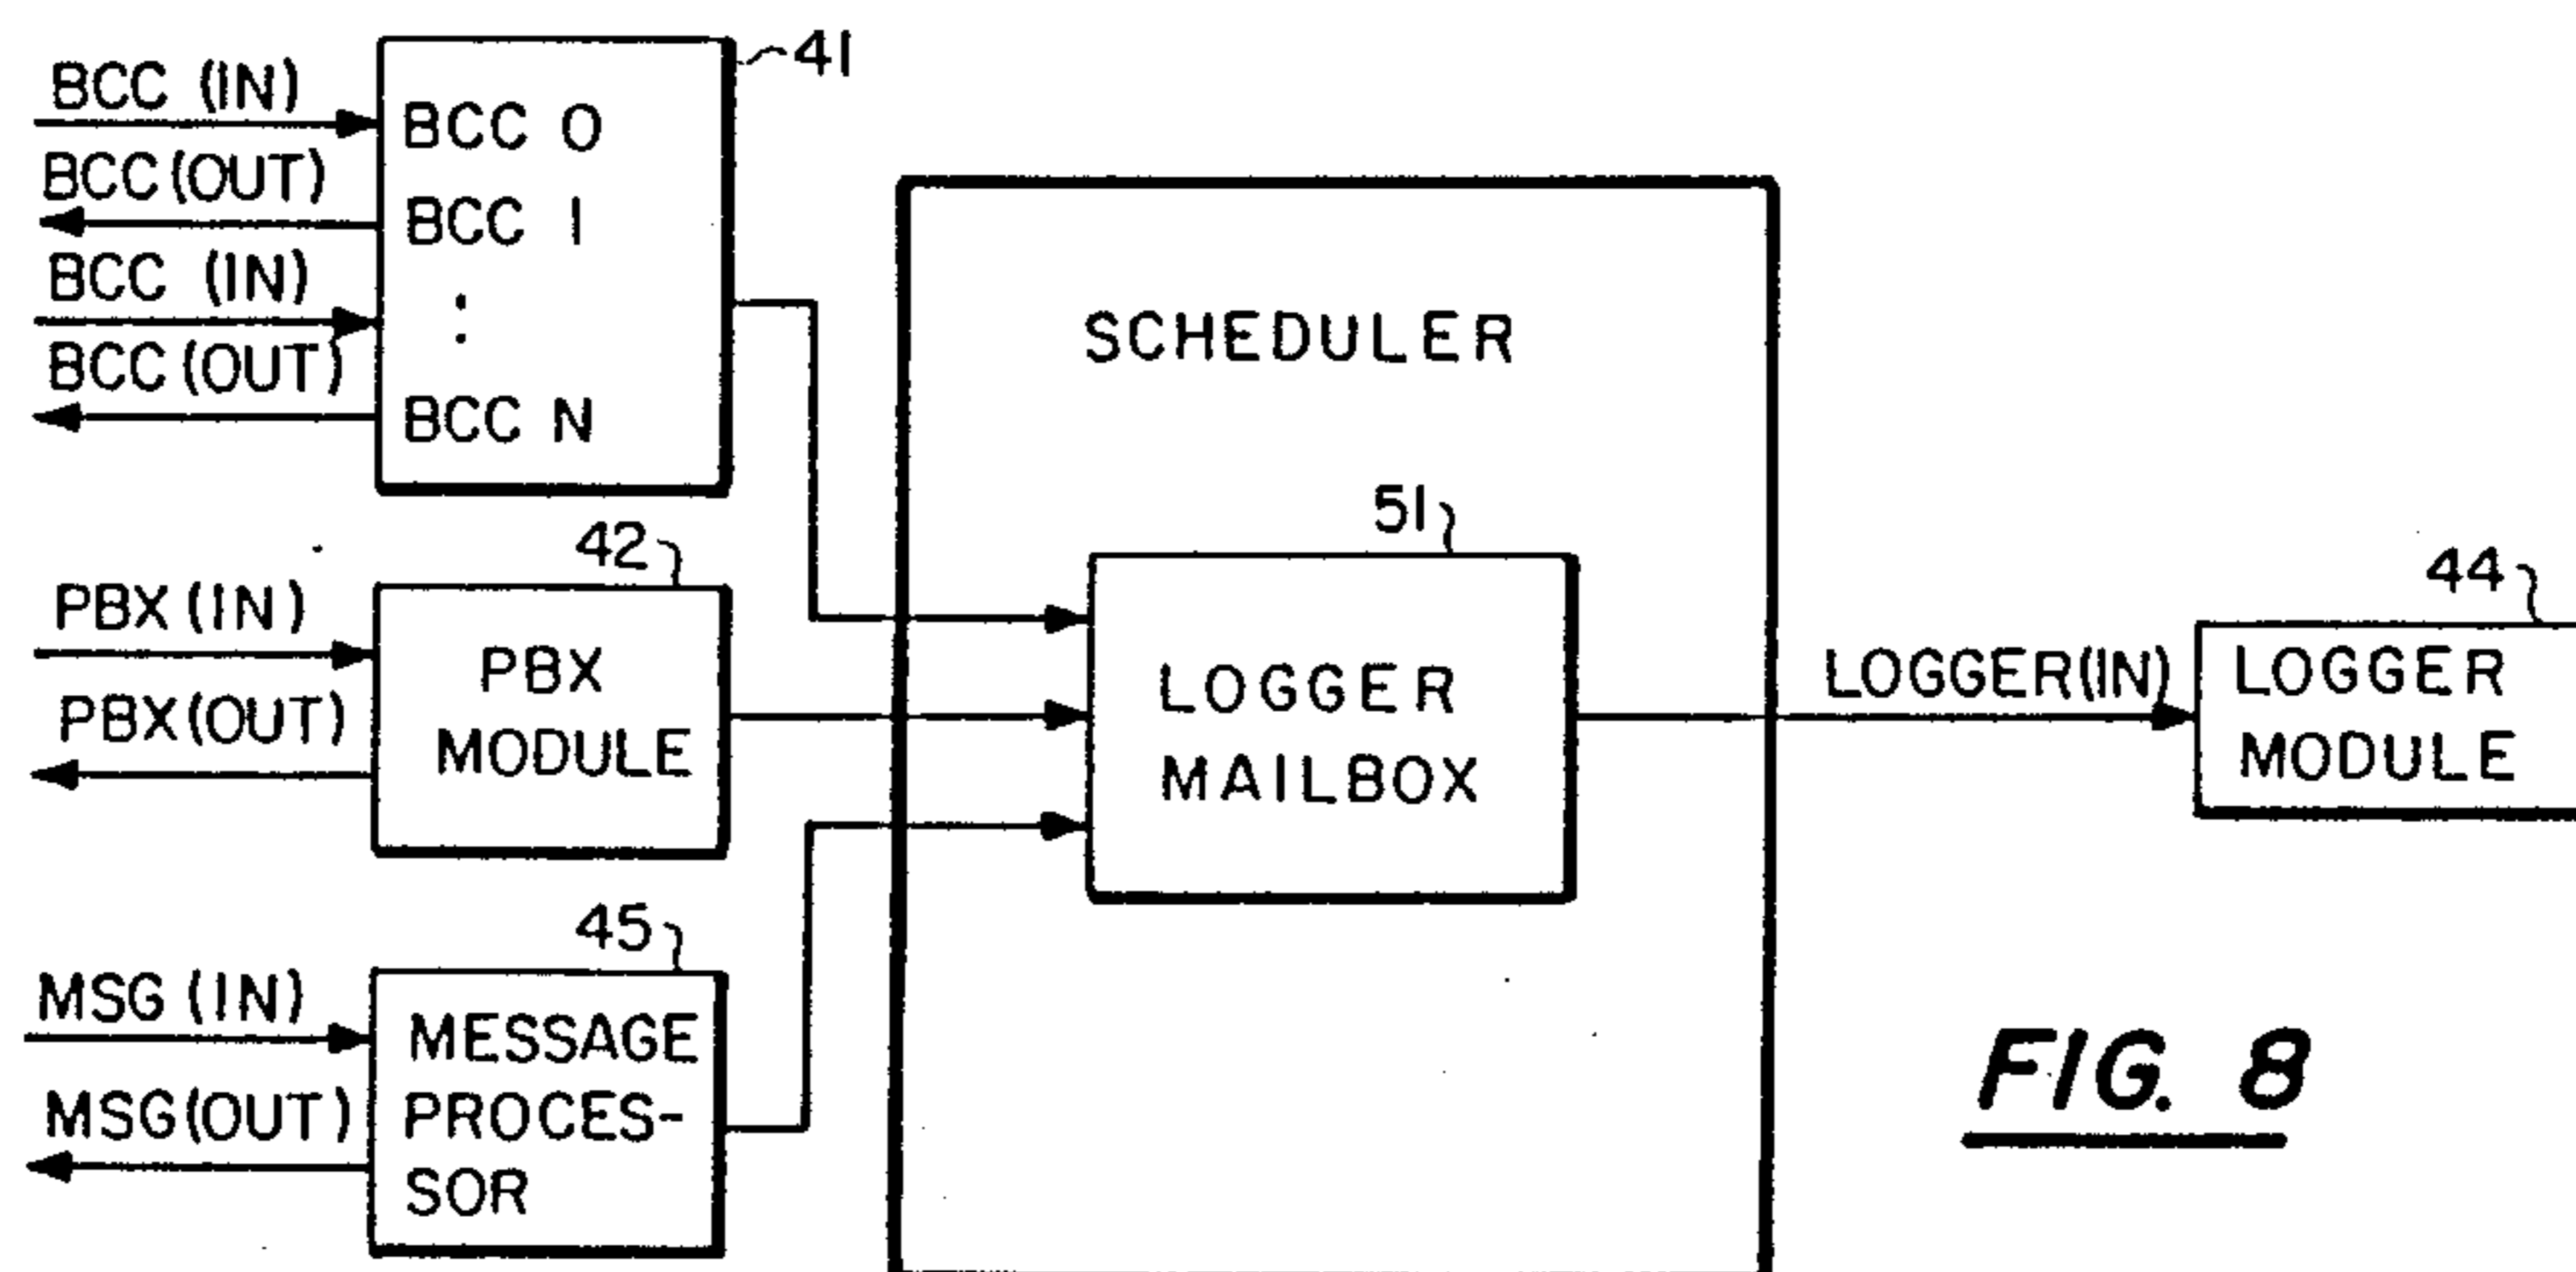 BCC (IN)
BCC (OUT)
BCC (IN)
BCC (OUT)
41
BCC 0
BCC 1
:
BCC N
PBX (IN)
PBX (OUT)
42
PBX
MODULE
MSG (IN)
MSG (OUT)
45
MESSAGE
PROCES-
SOR
SCHEDULER
51
LOGGER
MAILBOX
LOGGER (IN)
44
LOGGER
MODULE
FIG. 8